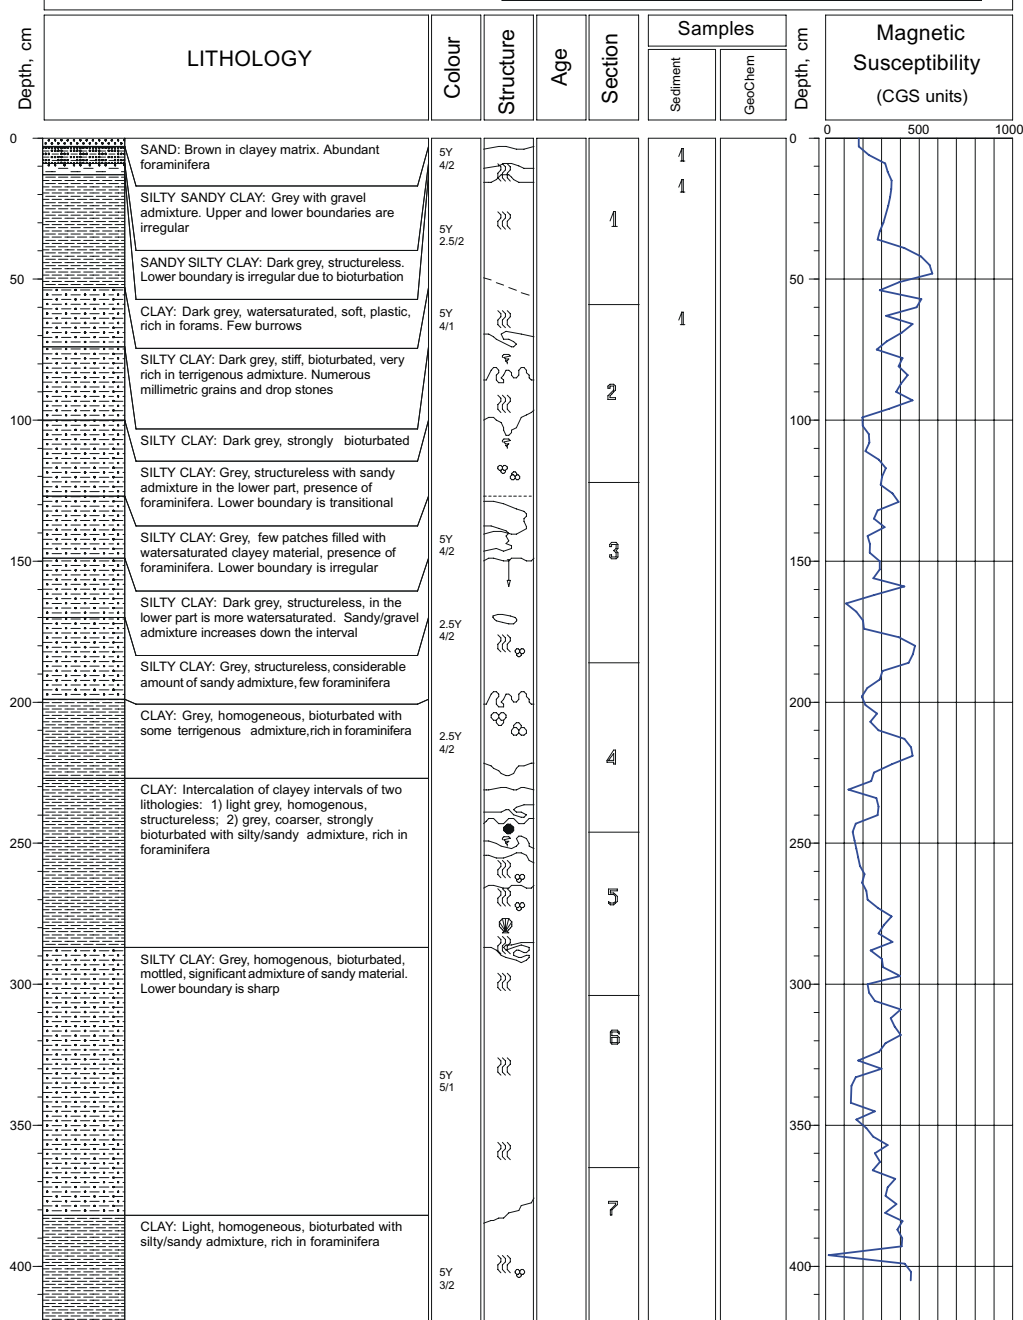 Depth, cm
LITHOLOGY
Colour
Structure
Age
Section
Samples
Sediment
GeoChem
Depth, cm
Magnetic
Susceptibility
(CGS units)
0
500
1000
0
50
100
150
200
250
300
350
400
SAND: Brown in clayey matrix. Abundant
foraminifera
SILTY SANDY CLAY: Grey with gravel
admixture. Upper and lower boundaries are
irregular
SANDY SILTY CLAY: Dark grey, structureless.
Lower boundary is irregular due to bioturbation
CLAY: Dark grey, watersaturated, soft, plastic,
rich in forams. Few burrows
SILTY CLAY: Dark grey, stiff, bioturbated, very
rich in terrigenous admixture. Numerous
millimetric grains and drop stones
SILTY CLAY: Dark grey, strongly bioturbated
SILTY CLAY: Grey, structureless with sandy
admixture in the lower part, presence of
foraminifera. Lower boundary is transitional
SILTY CLAY: Grey, few patches filled with
watersaturated clayey material, presence of
foraminifera. Lower boundary is irregular
SILTY CLAY: Dark grey, structureless, in the
lower part is more watersaturated. Sandy/gravel
admixture increases down the interval
SILTY CLAY: Grey, structureless, considerable
amount of sandy admixture, few foraminifera
CLAY: Grey, homogeneous, bioturbated with
some terrigenous admixture, rich in foraminifera
CLAY: Intercalation of clayey intervals of two
lithologies: 1) light grey, homogenous,
structureless; 2) grey, coarser, strongly
bioturbated with silty/sandy admixture, rich in
foraminifera
SILTY CLAY: Grey, homogenous, bioturbated,
mottled, significant admixture of sandy material.
Lower boundary is sharp
CLAY: Light, homogeneous, bioturbated with
silty/sandy admixture, rich in foraminifera
5Y
4/2
5Y
2.5/2
5Y
4/1
5Y
4/2
2.5Y
4/2
2.5Y
4/2
5Y
5/1
5Y
3/2
1
2
3
4
5
6
7
1
1
1
0
50
100
150
200
250
300
350
400